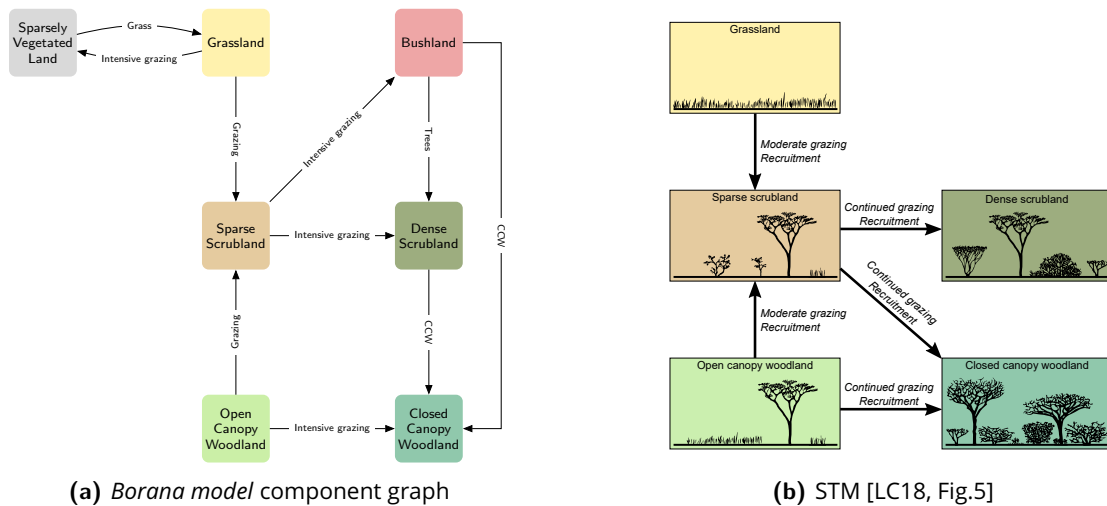 Sparsely
Vegetated
Land
Grass
Intensive grazing
Grassland
Bushland
Grazing
Intensive grazing
Trees
CCW
Sparse
Scrubland
Intensive grazing
Dense
Scrubland
Grazing
CCW
Open
Canopy
Woodland
Intensive grazing
Closed
Canopy
Woodland
(a) Borana model component graph
Grassland
Moderate grazing
Recruitment
Sparse scrubland
Continued grazing
Recruitment
Dense scrubland
Continued grazing
Recruitment
Moderate grazing
Recruitment
Open canopy woodland
Continued grazing
Recruitment
Closed canopy woodland
(b) STM [LC18, Fig.5]